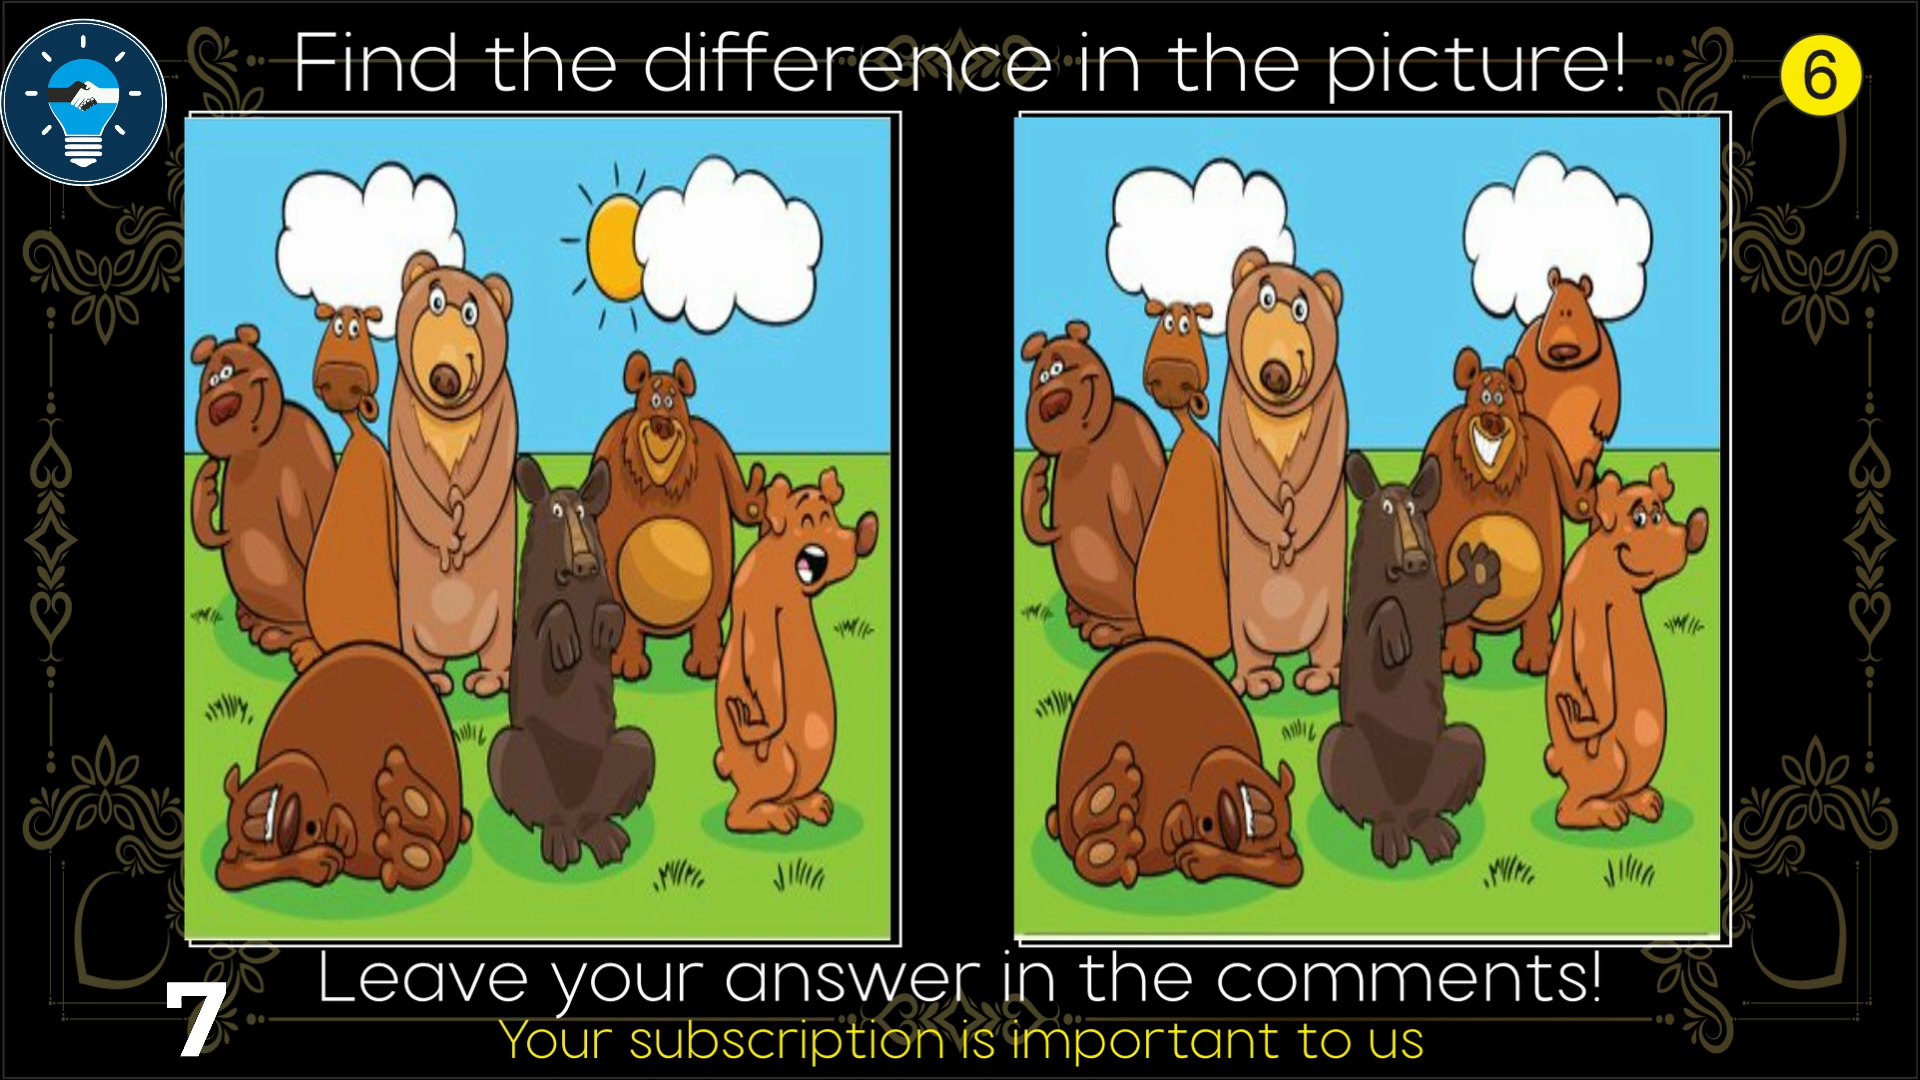 Find the difference in the picture!
6
Leave your answer in the comments!
7
Your subscription is important to us